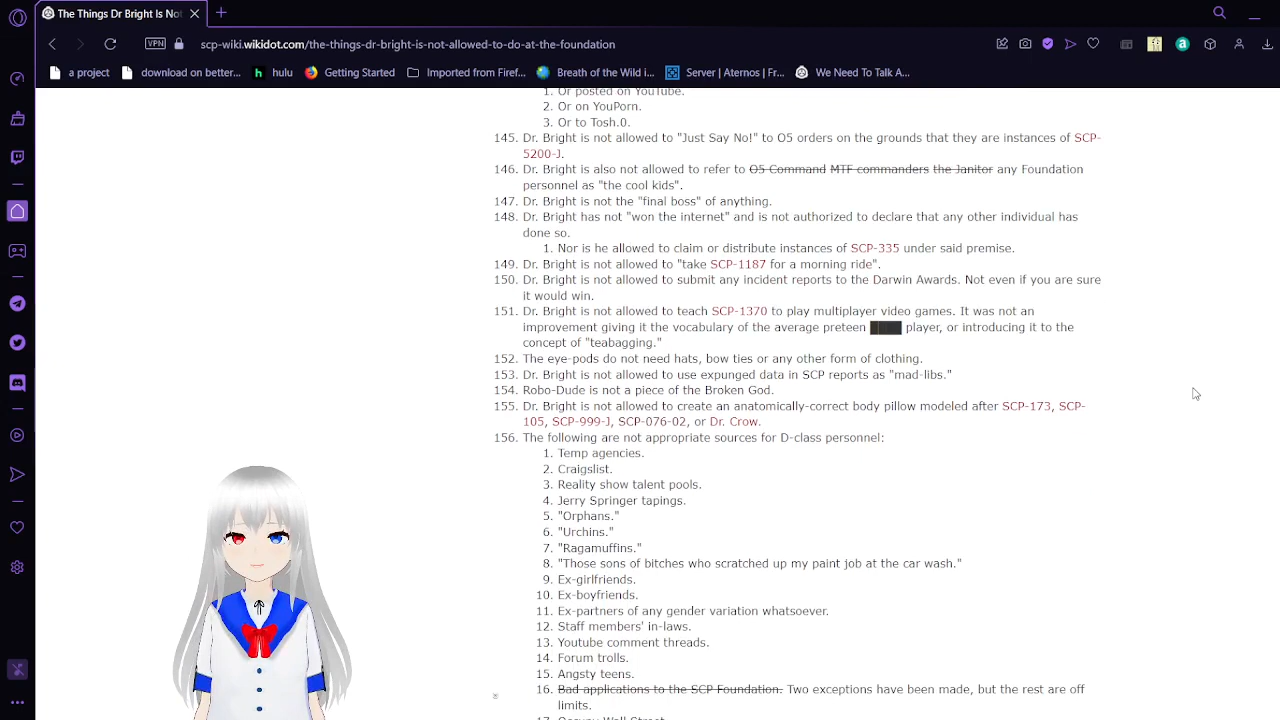 The Things Dr Bright Is Not
scp-wiki.wikidot.com/the-things-dr-bright-is-not-allowed-to-do-at-the-foundation
VPN
a project
download on better...
hulu
Getting Started
Imported from Firef...
Breath of the Wild i...
Server | Aternos | Fr...
We Need To Talk A...
1. Or posted on YouTube.
2. Or on YouPorn.
3. Or to Tosh.0.
145. Dr. Bright is not allowed to "Just Say No!" to O5 orders on the grounds that they are instances of SCP-
5200-J.
146. Dr. Bright is also not allowed to refer to O5 Command MTF commanders the Janitor any Foundation
personnel as "the cool kids".
147. Dr. Bright is not the "final boss" of anything.
148. Dr. Bright has not "won the internet" and is not authorized to declare that any other individual has
done so.
1. Nor is he allowed to claim or distribute instances of SCP-335 under said premise.
149. Dr. Bright is not allowed to "take SCP-1187 for a morning ride".
150. Dr. Bright is not allowed to submit any incident reports to the Darwin Awards. Not even if you are sure
it would win.
151. Dr. Bright is not allowed to teach SCP-1370 to play multiplayer video games. It was not an
improvement giving it the vocabulary of the average preteen ████ player, or introducing it to the
concept of "teabagging."
152. The eye-pods do not need hats, bow ties or any other form of clothing.
153. Dr. Bright is not allowed to use expunged data in SCP reports as "mad-libs."
154. Robo-Dude is not a piece of the Broken God.
155. Dr. Bright is not allowed to create an anatomically-correct body pillow modeled after SCP-173, SCP-
105, SCP-999-J, SCP-076-02, or Dr. Crow.
156. The following are not appropriate sources for D-class personnel:
1. Temp agencies.
2. Craigslist.
3. Reality show talent pools.
4. Jerry Springer tapings.
5. "Orphans."
6. "Urchins."
7. "Ragamuffins."
8. "Those sons of bitches who scratched up my paint job at the car wash."
9. Ex-girlfriends.
10. Ex-boyfriends.
11. Ex-partners of any gender variation whatsoever.
12. Staff members' in-laws.
13. Youtube comment threads.
14. Forum trolls.
15. Angsty teens.
16. Bad applications to the SCP Foundation. Two exceptions have been made, but the rest are off
limits.
17. Occupy Wall Street.